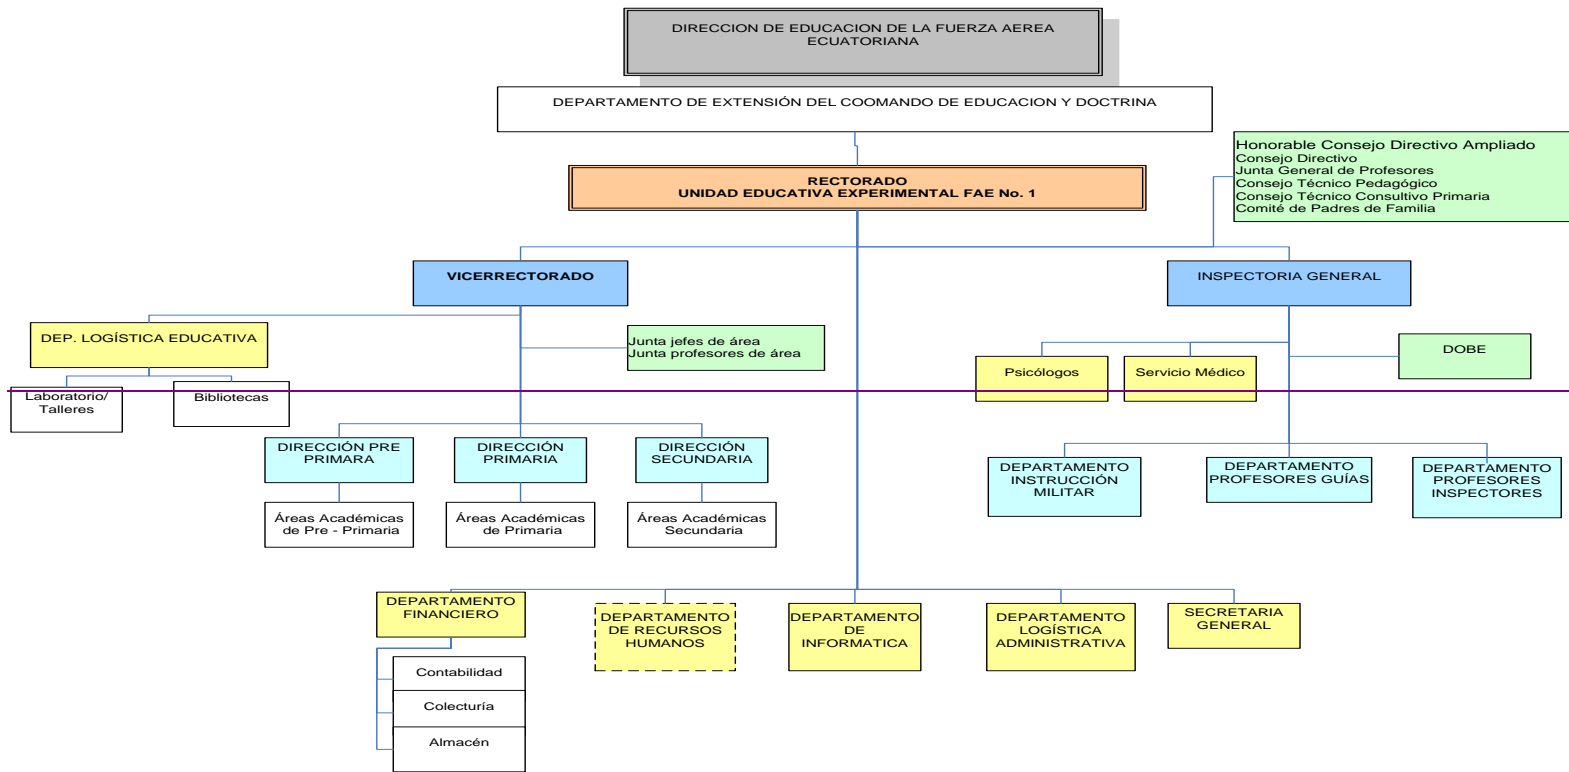 DIRECCION DE EDUCACION DE LA FUERZA AEREA
ECUATORIANA
DEPARTAMENTO DE EXTENSIÓN DEL COOMANDO DE EDUCACION Y DOCTRINA
Honorable Consejo Directivo Ampliado
Consejo Directivo
Junta General de Profesores
Consejo Técnico Pedagógico
Consejo Técnico Consultivo Primaria
Comité de Padres de Familia
RECTORADO
UNIDAD EDUCATIVA EXPERIMENTAL FAE No. 1
VICERRECTORADO
INSPECTORIA GENERAL
DEP. LOGÍSTICA EDUCATIVA
Junta jefes de área
Junta profesores de área
DOBE
Psicólogos
Servicio Médico
Laboratorio/
Talleres
Bibliotecas
DIRECCIÓN PRE
PRIMARA
DIRECCIÓN
PRIMARIA
DIRECCIÓN
SECUNDARIA
DEPARTAMENTO
INSTRUCCIÓN
MILITAR
DEPARTAMENTO
PROFESORES GUÍAS
DEPARTAMENTO
PROFESORES
INSPECTORES
Áreas Académicas
de Pre - Primaria
Áreas Académicas
de Primaria
Áreas Académicas
Secundaria
DEPARTAMENTO
FINANCIERO
DEPARTAMENTO
DE RECURSOS
HUMANOS
DEPARTAMENTO
DE
INFORMATICA
DEPARTAMENTO
LOGÍSTICA
ADMINISTRATIVA
SECRETARIA
GENERAL
Contabilidad
Colecturía
Almacén